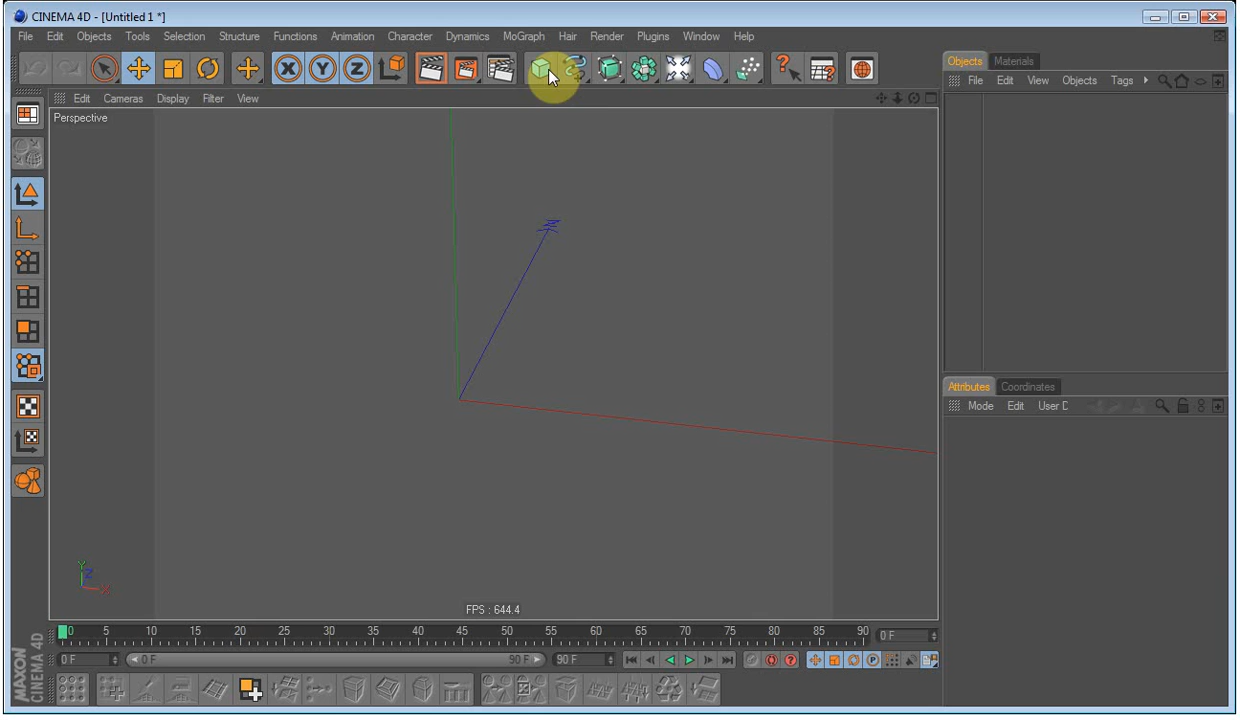 CINEMA 4D - [Untitled 1 *]
File Edit Objects Tools Selection Structure Functions Animation Character Dynamics MoGraph Hair Render Plugins Window Help
X Y Z
Objects Materials
File Edit View Objects Tags
Edit Cameras Display Filter View
Perspective
Attributes Coordinates
Mode Edit User D
Y
Z
X
FPS : 644.4
0 5 10 15 20 25 30 35 40 45 50 55 60 65 70 75 80 85 90 0 F
0 F 0 F 90 F 90 F P
MAXON
CINEMA 4D